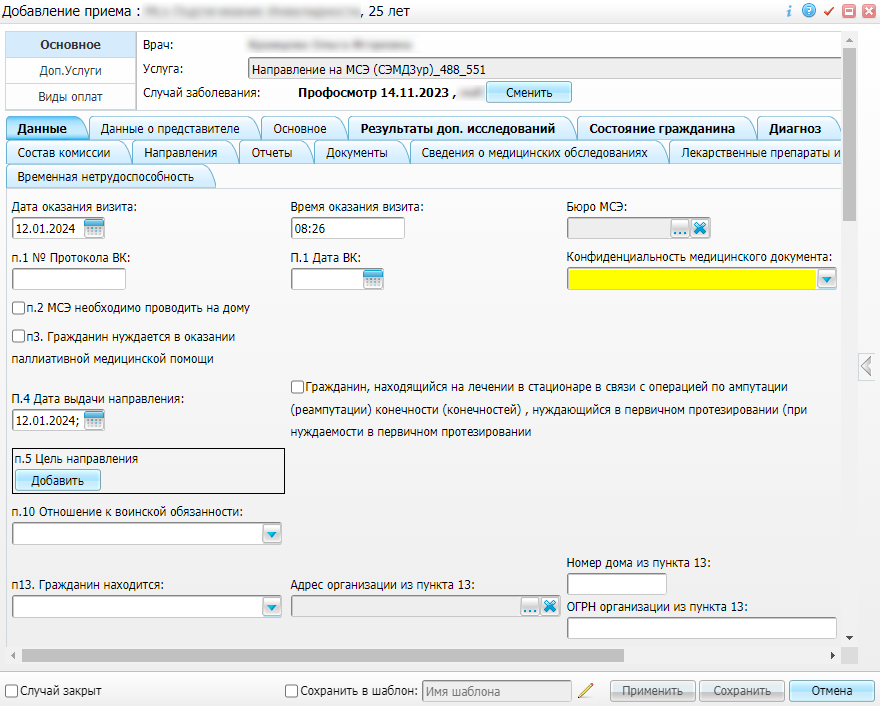 Добавление приема : , 25 лет
Основное
Доп.Услуги
Виды оплат
Врач:
Услуга: Направление на МСЭ (СЭМД3ур)_488_551
Случай заболевания: Профосмотр 14.11.2023 , Сменить
Данные Данные о представителе Основное Результаты доп. исследований Состояние гражданина Диагноз
Состав комиссии Направления Отчеты Документы Сведения о медицинских обследованиях Лекарственные препараты и
Временная нетрудоспособность
Дата оказания визита: Время оказания визита: Бюро МСЭ:
12.01.2024 08:26 ...
п.1 № Протокола ВК: П.1 Дата ВК: Конфиденциальность медицинского документа:
п.2 МСЭ необходимо проводить на дому
п3. Гражданин нуждается в оказании
паллиативной медицинской помощи
П.4 Дата выдачи направления:
12.01.2024;
Гражданин, находящийся на лечении в стационаре в связи с операцией по ампутации
(реампутации) конечности (конечностей) , нуждающийся в первичном протезировании (при
нуждаемости в первичном протезировании
п.5 Цель направления
Добавить
п.10 Отношение к воинской обязанности:
п13. Гражданин находится: Адрес организации из пункта 13: Номер дома из пункта 13:
...
ОГРН организации из пункта 13:
Случай закрыт Сохранить в шаблон: Имя шаблона Применить Сохранить Отмена